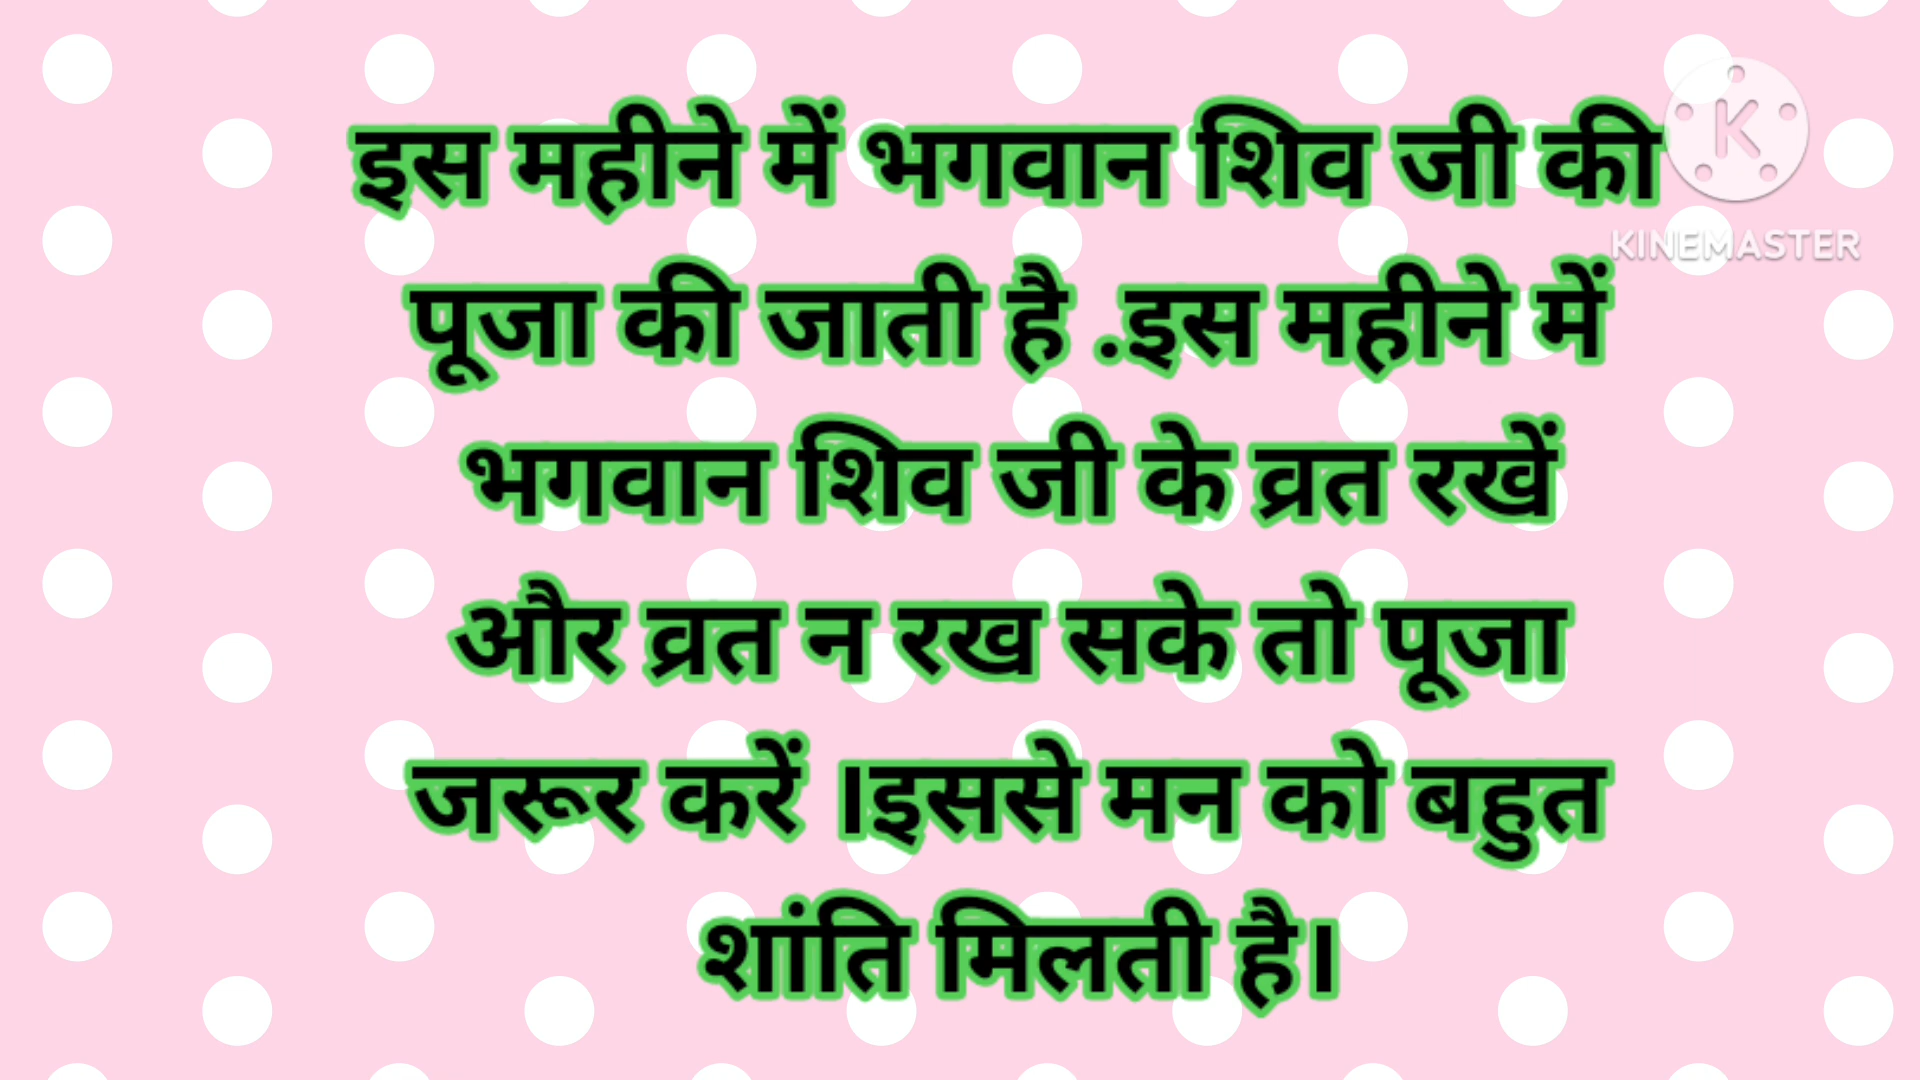 इस महीने में भगवान शिव जी की
पूजा की जाती है .इस महीने में
भगवान शिव जी के व्रत रखें
और व्रत न रख सके तो पूजा
जरूर करें ।इससे मन को बहुत
शांति मिलती है।
K
KINEMASTER